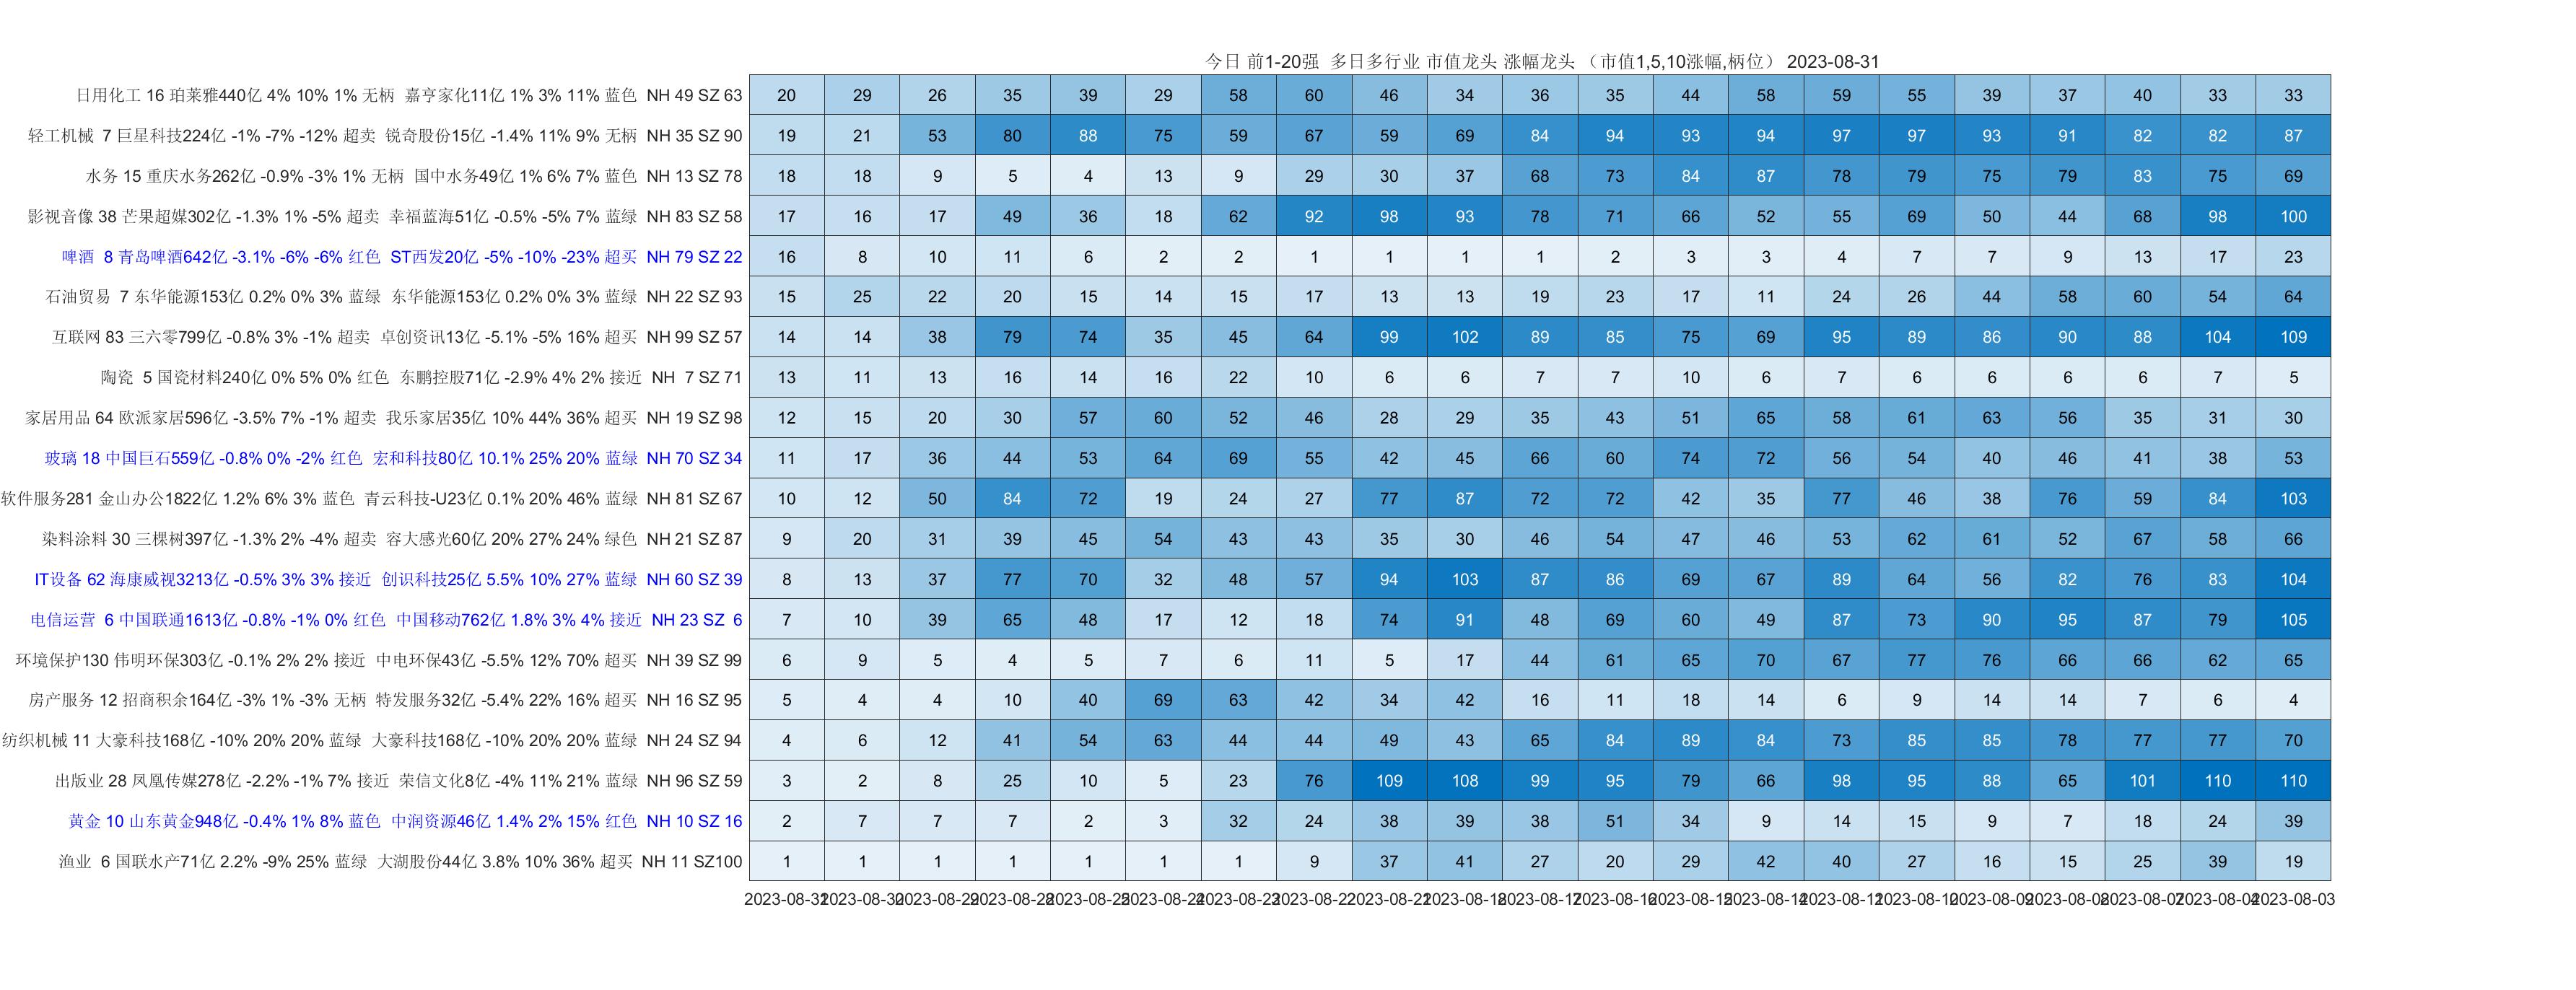 今日 前1-20强 多日多行业 市值龙头 涨幅龙头 （市值1,5,10涨幅,柄位） 2023-08-31
日用化工 16 珀莱雅440亿 4% 10% 1% 无柄 嘉亨家化11亿 1% 3% 11% 蓝色 NH 49 SZ 63 20 29 26 35 39 29 58 60 46 34 36 35 44 58 59 55 39 37 40 33 33
轻工机械 7 巨星科技224亿 -1% -7% -12% 超卖 锐奇股份15亿 -1.4% 11% 9% 无柄 NH 35 SZ 90 19 21 53 80 88 75 59 67 59 69 84 94 93 94 97 97 93 91 82 82 87
水务 15 重庆水务262亿 -0.9% -3% 1% 无柄 国中水务49亿 1% 6% 7% 蓝色 NH 13 SZ 78 18 18 9 5 4 13 9 29 30 37 68 73 84 87 78 79 75 79 83 75 69
影视音像 38 芒果超媒302亿 -1.3% 1% -5% 超卖 幸福蓝海51亿 -0.5% -5% 7% 蓝绿 NH 83 SZ 58 17 16 17 49 36 18 62 92 98 93 78 71 66 52 55 69 50 44 68 98 100
啤酒 8 青岛啤酒642亿 -3.1% -6% -6% 红色 ST西发20亿 -5% -10% -23% 超买 NH 79 SZ 22 16 8 10 11 6 2 2 1 1 1 1 2 3 3 4 7 7 9 13 17 23
石油贸易 7 东华能源153亿 0.2% 0% 3% 蓝绿 东华能源153亿 0.2% 0% 3% 蓝绿 NH 22 SZ 93 15 25 22 20 15 14 15 17 13 13 19 23 17 11 24 26 44 58 60 54 64
互联网 83 三六零799亿 -0.8% 3% -1% 超卖 卓创资讯13亿 -5.1% -5% 16% 超买 NH 99 SZ 57 14 14 38 79 74 35 45 64 99 102 89 85 75 69 95 89 86 90 88 104 109
陶瓷 5 国瓷材料240亿 0% 5% 0% 红色 东鹏控股71亿 -2.9% 4% 2% 接近 NH 7 SZ 71 13 11 13 16 14 16 22 10 6 6 7 7 10 6 7 6 6 6 6 7 5
家居用品 64 欧派家居596亿 -3.5% 7% -1% 超卖 我乐家居35亿 10% 44% 36% 超买 NH 19 SZ 98 12 15 20 30 57 60 52 46 28 29 35 43 51 65 58 61 63 56 35 31 30
玻璃 18 中国巨石559亿 -0.8% 0% -2% 红色 宏和科技80亿 10.1% 25% 20% 蓝绿 NH 70 SZ 34 11 17 36 44 53 64 69 55 42 45 66 60 74 72 56 54 40 46 41 38 53
软件服务281 金山办公1822亿 1.2% 6% 3% 蓝色 青云科技-U23亿 0.1% 20% 46% 蓝绿 NH 81 SZ 67 10 12 50 84 72 19 24 27 77 87 72 72 42 35 77 46 38 76 59 84 103
染料涂料 30 三棵树397亿 -1.3% 2% -4% 超卖 容大感光60亿 20% 27% 24% 绿色 NH 21 SZ 87 9 20 31 39 45 54 43 43 35 30 46 54 47 46 53 62 61 52 67 58 66
IT设备 62 海康威视3213亿 -0.5% 3% 3% 接近 创识科技25亿 5.5% 10% 27% 蓝绿 NH 60 SZ 39 8 13 37 77 70 32 48 57 94 103 87 86 69 67 89 64 56 82 76 83 104
电信运营 6 中国联通1613亿 -0.8% -1% 0% 红色 中国移动762亿 1.8% 3% 4% 接近 NH 23 SZ 6 7 10 39 65 48 17 12 18 74 91 48 69 60 49 87 73 90 95 87 79 105
环境保护130 伟明环保303亿 -0.1% 2% 2% 接近 中电环保43亿 -5.5% 12% 70% 超买 NH 39 SZ 99 6 9 5 4 5 7 6 11 5 17 44 61 65 70 67 77 76 66 66 62 65
房产服务 12 招商积余164亿 -3% 1% -3% 无柄 特发服务32亿 -5.4% 22% 16% 超买 NH 16 SZ 95 5 4 4 10 40 69 63 42 34 42 16 11 18 14 6 9 14 14 7 6 4
纺织机械 11 大豪科技168亿 -10% 20% 20% 蓝绿 大豪科技168亿 -10% 20% 20% 蓝绿 NH 24 SZ 94 4 6 12 41 54 63 44 44 49 43 65 84 89 84 73 85 85 78 77 77 70
出版业 28 凤凰传媒278亿 -2.2% -1% 7% 接近 荣信文化8亿 -4% 11% 21% 蓝绿 NH 96 SZ 59 3 2 8 25 10 5 23 76 109 108 99 95 79 66 98 95 88 65 101 110 110
黄金 10 山东黄金948亿 -0.4% 1% 8% 蓝色 中润资源46亿 1.4% 2% 15% 红色 NH 10 SZ 16 2 7 7 7 2 3 32 24 38 39 38 51 34 9 14 15 9 7 18 24 39
渔业 6 国联水产71亿 2.2% -9% 25% 蓝绿 大湖股份44亿 3.8% 10% 36% 超买 NH 11 SZ100 1 1 1 1 1 1 9 37 41 27 20 29 42 40 27 16 15 25 39 19
2023-08-31 2023-08-30 2023-08-29 2023-08-28 2023-08-25 2023-08-24 2023-08-23 2023-08-22 2023-08-21 2023-08-18 2023-08-17 2023-08-16 2023-08-15 2023-08-14 2023-08-11 2023-08-10 2023-08-09 2023-08-08 2023-08-07 2023-08-04 2023-08-03